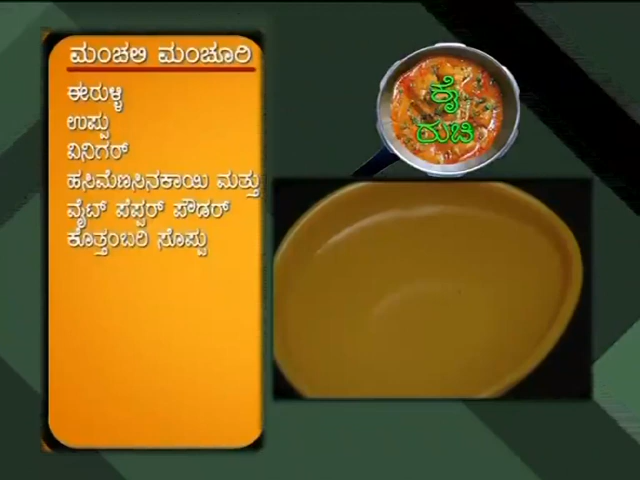 ಮಂಚಲಿ ಮಂಚೂರಿ
ಈರುಳ್ಳಿ
ಉಪ್ಪು
ವಿನಿಗರ್
ಹಸಿಮೆಣಸಿನಕಾಯಿ ಮತ್ತು
ವೈಟ್ ಪೆಪ್ಪರ್ ಪೌಡರ್
ಕೊತ್ತಂಬರಿ ಸೊಪ್ಪು
ಕೈ
ರುಚಿ